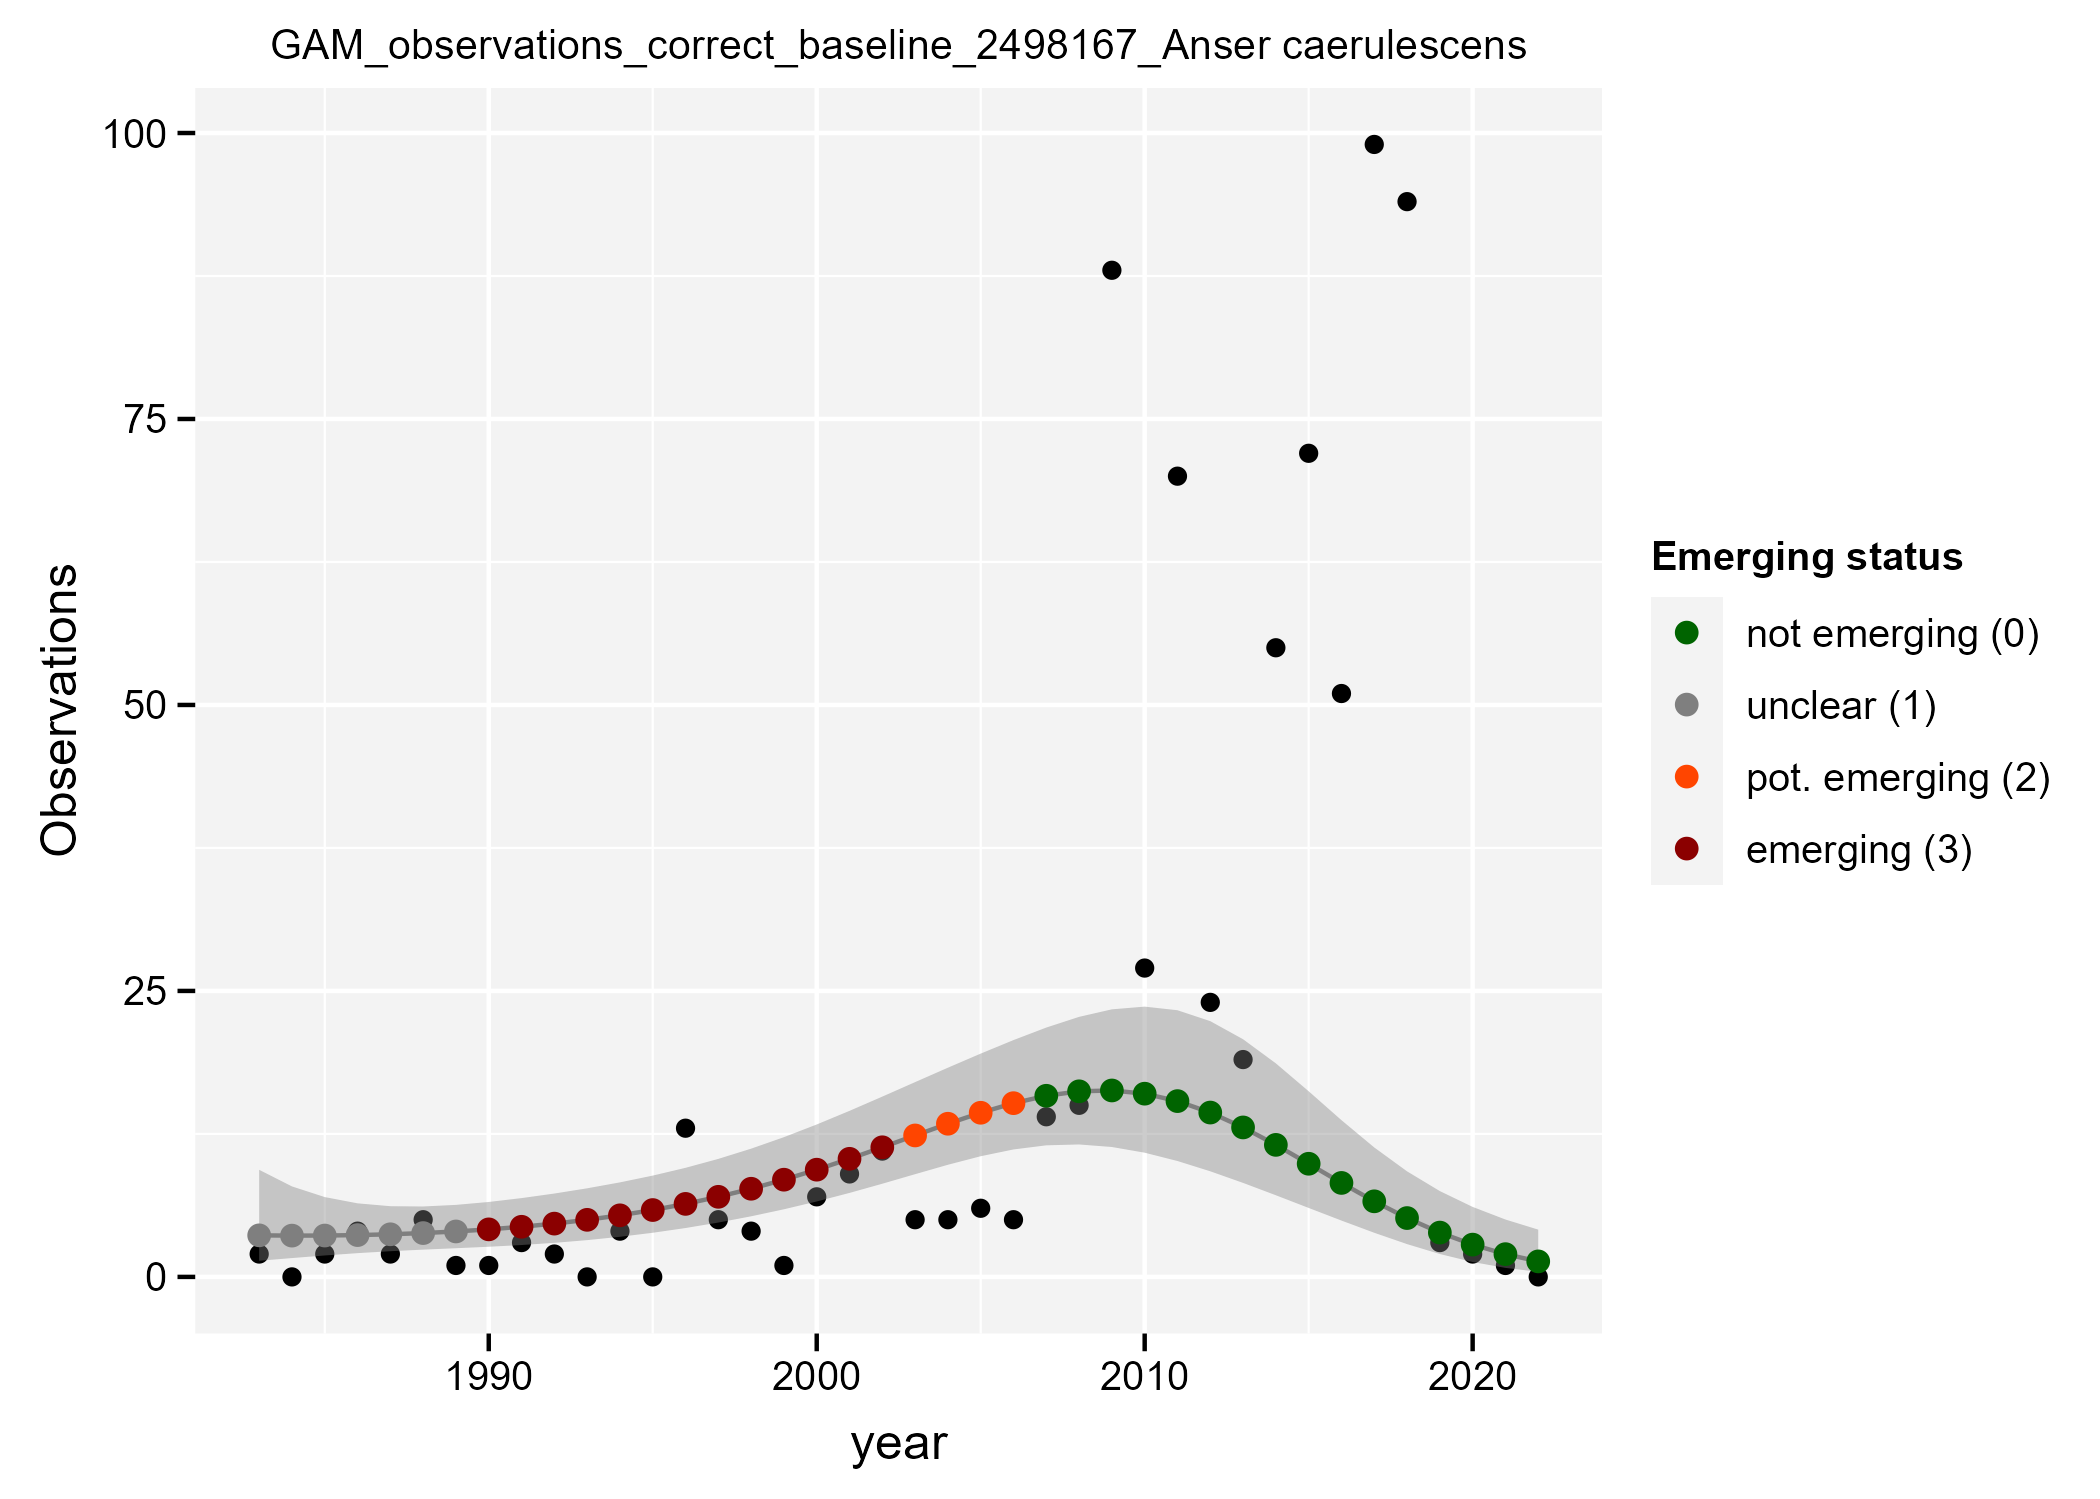 GAM_observations_correct_baseline_2498167_Anser caerulescens
100
75
50
25
0
Observations
1990
2000
2010
2020
year
Emerging status
not emerging (0)
unclear (1)
pot. emerging (2)
emerging (3)